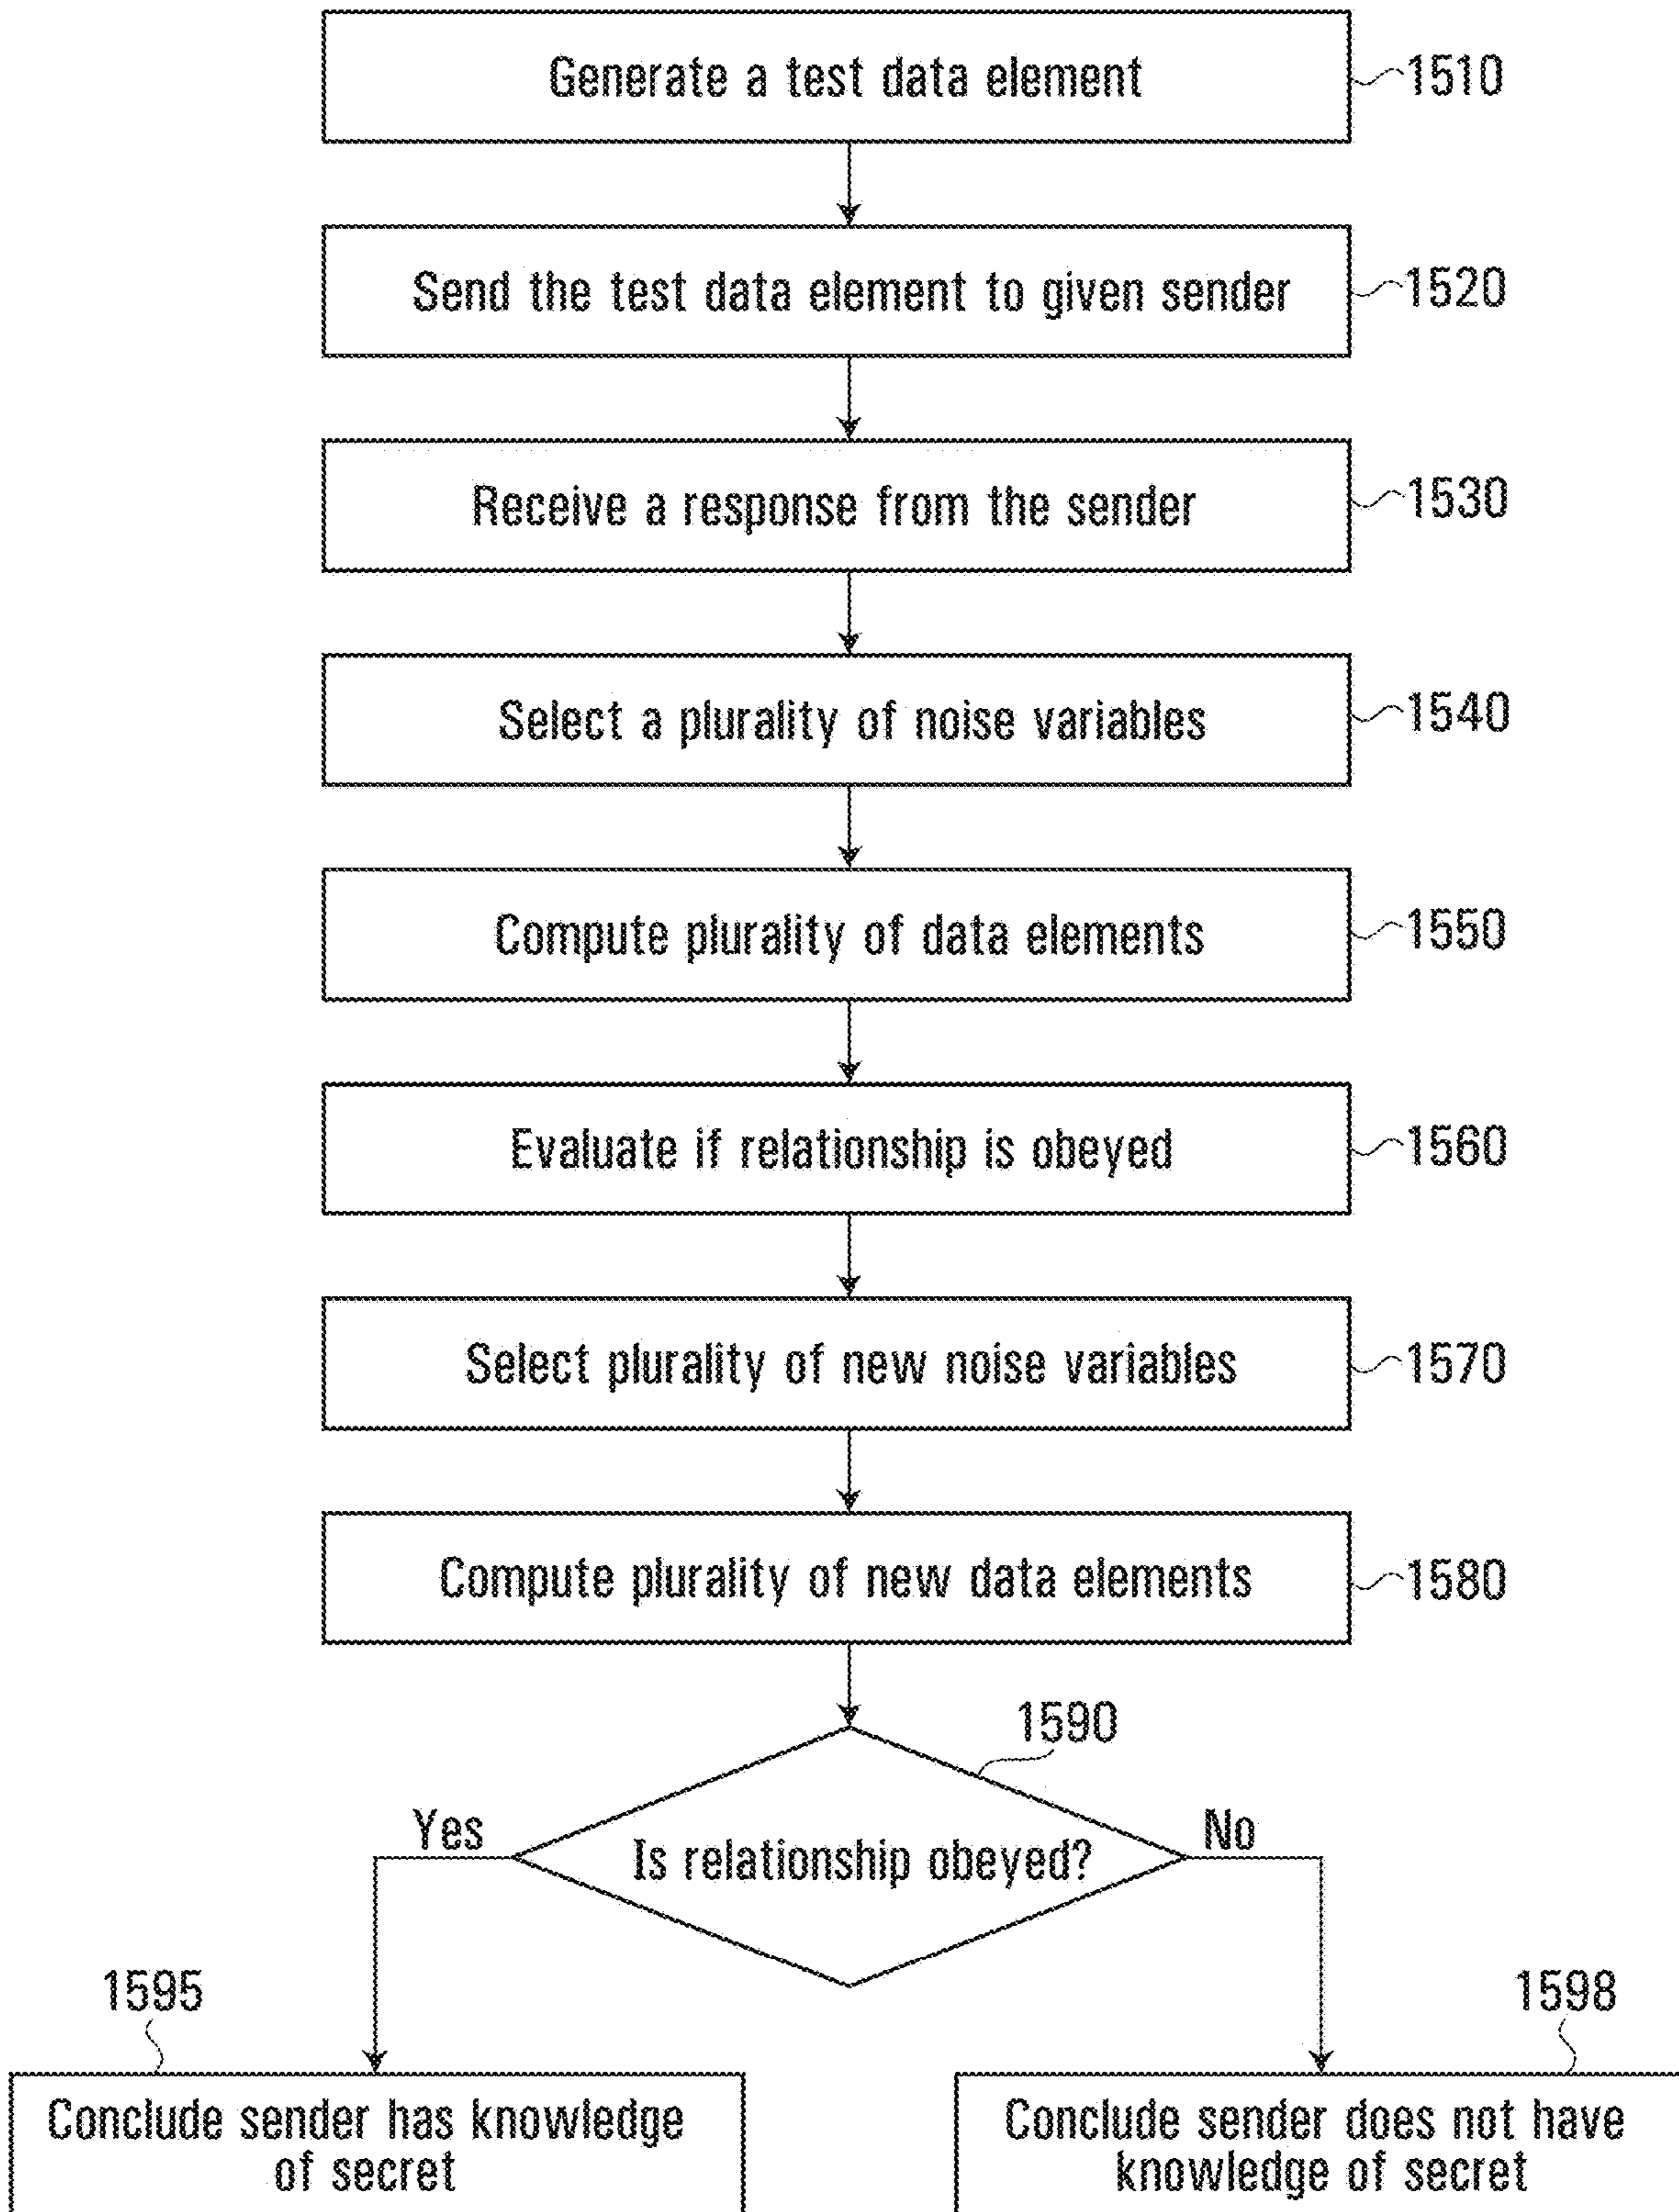 Generate a test data element
1510
Send the test data element to given sender
1520
Receive a response from the sender
1530
Select a plurality of noise variables
1540
Compute plurality of data elements
1550
Evaluate if relationship is obeyed
1560
Select plurality of new noise variables
1570
Compute plurality of new data elements
1580
1590
Yes
Is relationship obeyed?
No
1595
1598
Conclude sender has knowledge
of secret
Conclude sender does not have
knowledge of secret